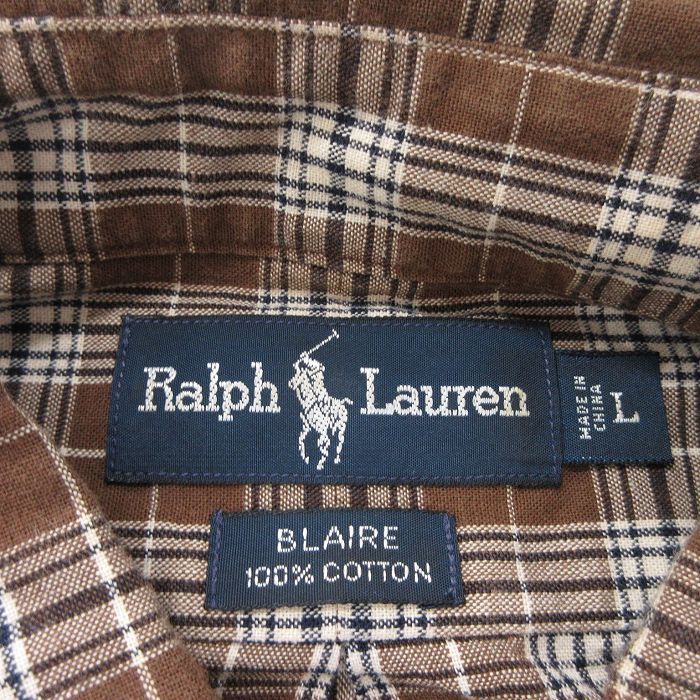 Ralph Lauren
MADE IN
CHINA
L
BLAIRE
100% COTTON